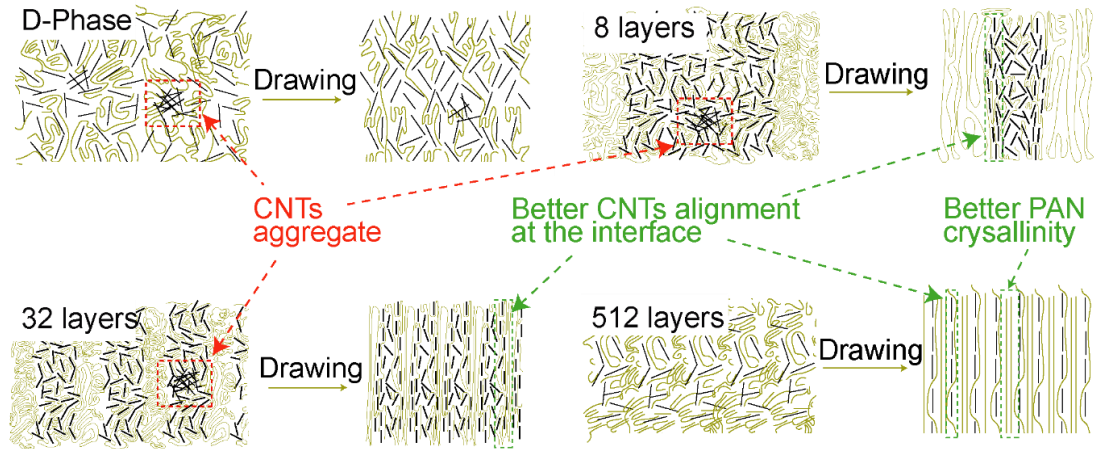 D-Phase
Drawing
8 layers
Drawing
CNTs
aggregate
Better CNTs alignment
at the interface
Better PAN
crysallinity
32 layers
Drawing
512 layers
Drawing